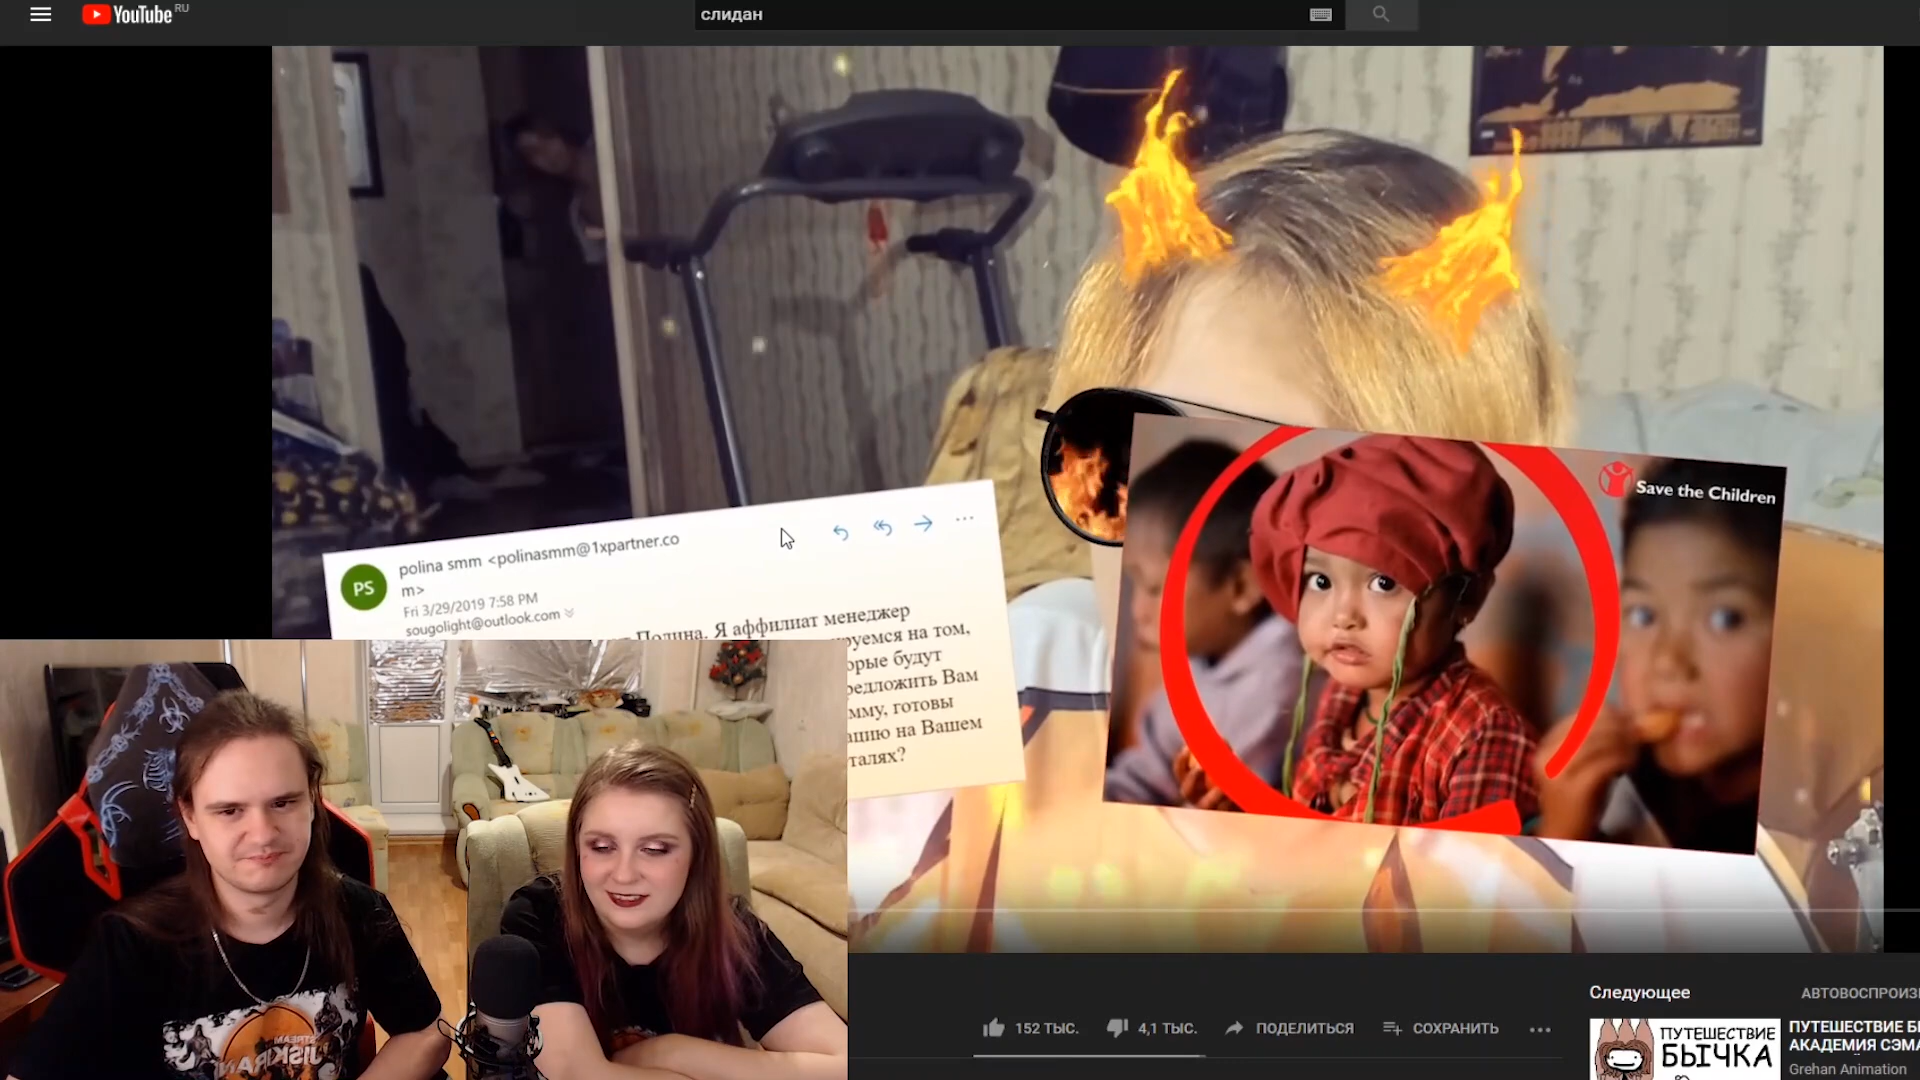 YouTube RU
слидан
Save the Children
PS
polina smm <polinasmm@1xpartner.co
m>
Fri 3/29/2019 7:58 PM
sougolight@outlook.com
Полина. Я аффилиат менеджер
руемся на том,
орые будут
редложить Вам
мму, готовы
ацию на Вашем
талях?
152 ТЫС.
4,1 ТЫС.
ПОДЕЛИТЬСЯ
СОХРАНИТЬ
Следующее
АВТОВОСПРОИЗ
ПУТЕШЕСТВИЕ
БЫЧКА
ПУТЕШЕСТВИЕ Б
АКАДЕМИЯ СЭМА
Grehan Animation